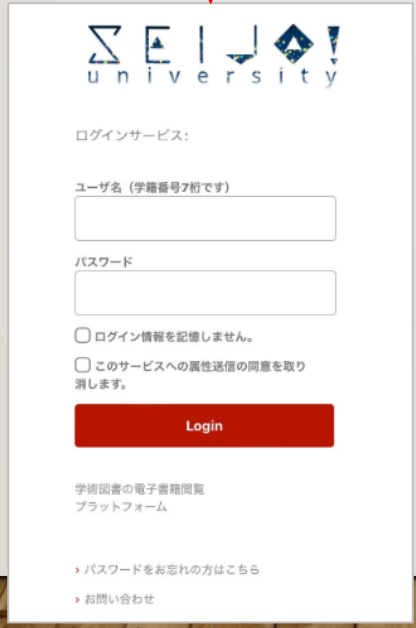 SEIJO!
university
ログインサービス:
ユーザ名（学籍番号7桁です）
パスワード
ログイン情報を記憶しません。
このサービスへの属性送信の同意を取り
消します。
Login
学術図書の電子書籍閲覧
プラットフォーム
› パスワードをお忘れの方はこちら
› お問い合わせ